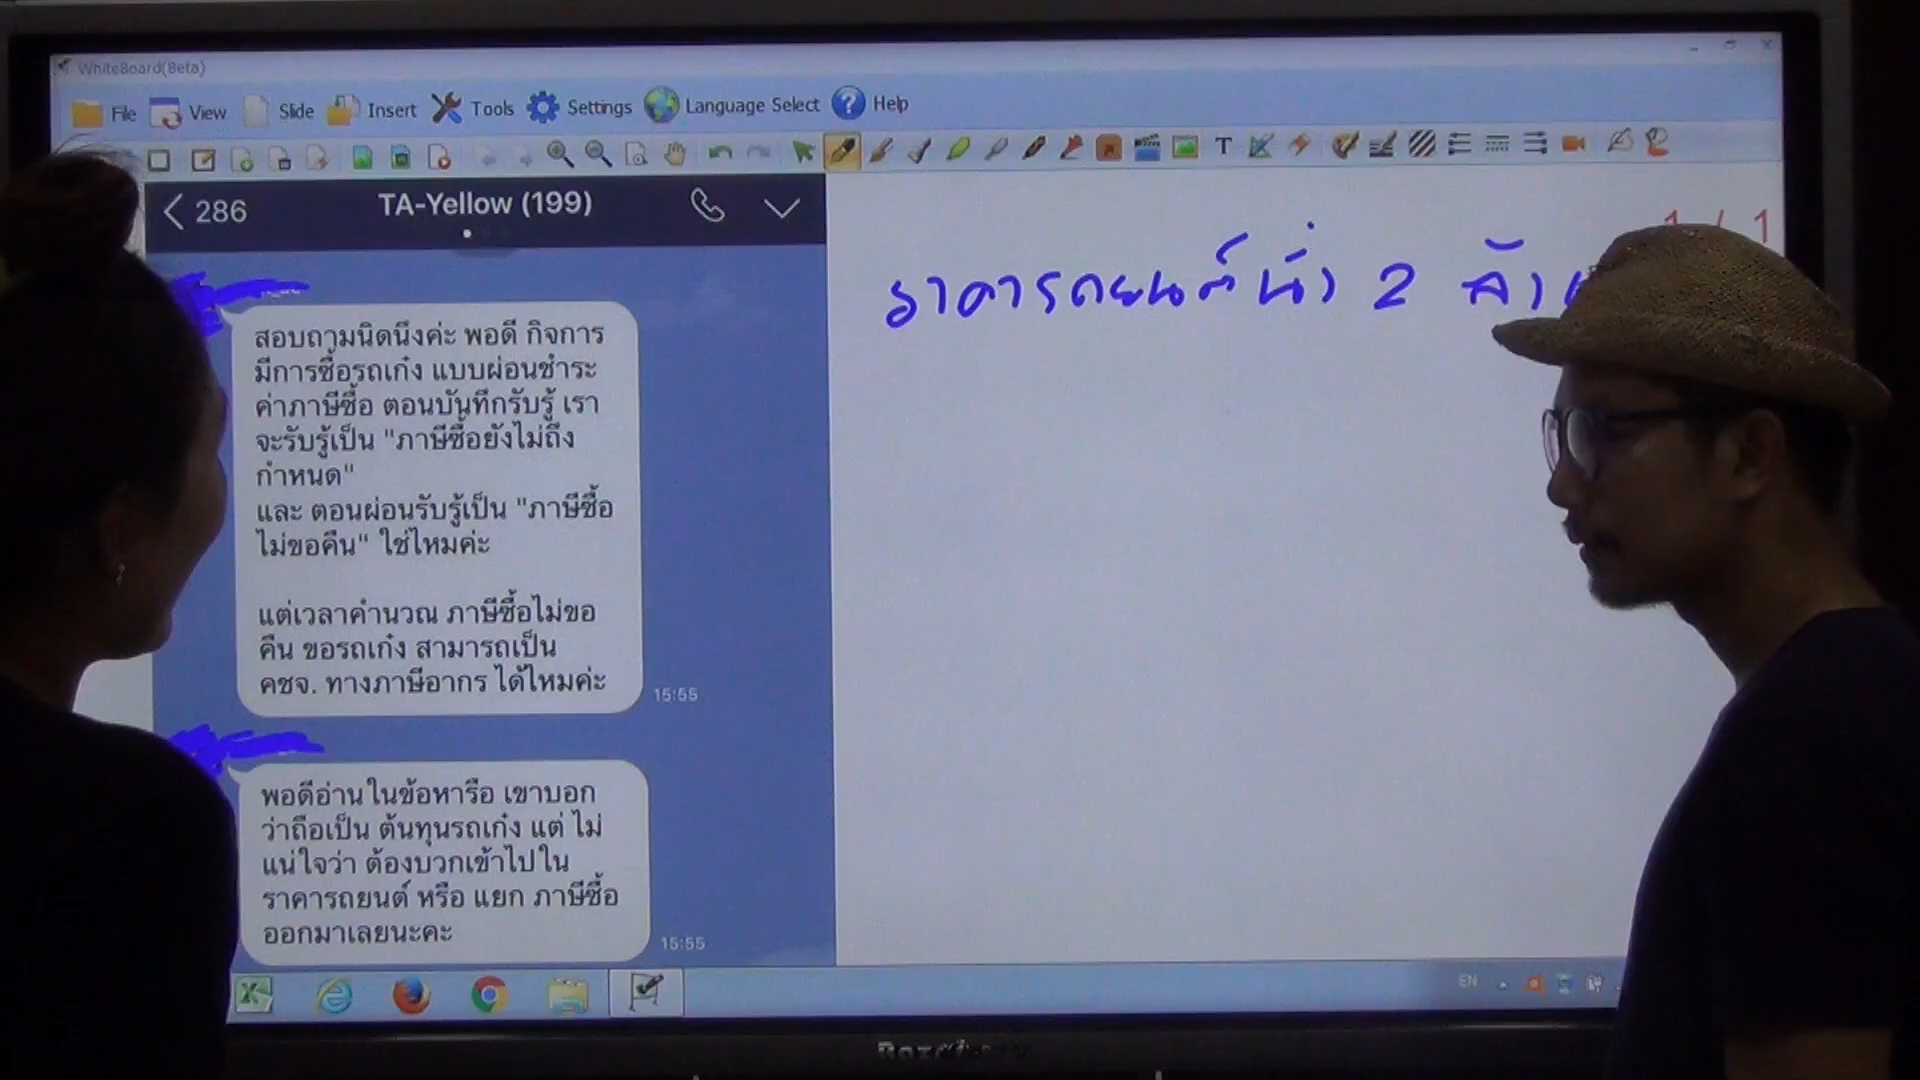 WhiteBoard(Beta)
File View Slide Insert Tools Settings Language Select Help
286 TA-Yellow (199)
1 / 1
ราคารถยนต์นั่ง 2 ล้าน
สอบถามนิดนึงค่ะ พอดี กิจการ
มีการซื้อรถเก๋ง แบบผ่อนชำระ
ค่าภาษีซื้อ ตอนบันทึกรับรู้ เรา
จะรับรู้เป็น "ภาษีซื้อยังไม่ถึง
กำหนด"
และ ตอนผ่อนรับรู้เป็น "ภาษีซื้อ
ไม่ขอคืน" ใช่ไหมค่ะ
แต่เวลาคำนวณ ภาษีซื้อไม่ขอ
คืน ขอรถเก๋ง สามารถเป็น
คชจ. ทางภาษีอากร ได้ไหมค่ะ
15:55
พอดีอ่านในข้อหารือ เขาบอก
ว่าถือเป็น ต้นทุนรถเก๋ง แต่ ไม่
แน่ใจว่า ต้องบวกเข้าไปใน
ราคารถยนต์ หรือ แยก ภาษีซื้อ
ออกมาเลยนะคะ
15:55
EN